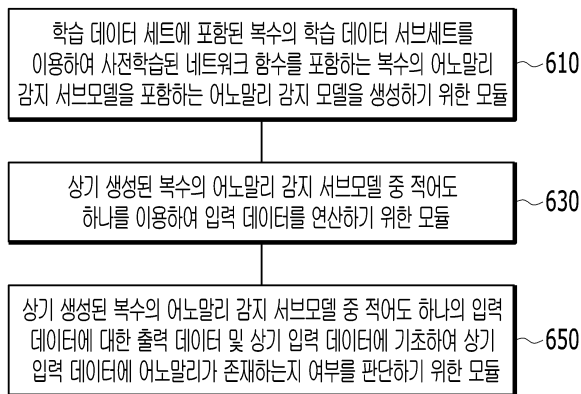 학습 데이터 세트에 포함된 복수의 학습 데이터 서브세트를
이용하여 사전학습된 네트워크 함수를 포함하는 복수의 어노말리
감지 서브모델을 포함하는 어노말리 감지 모델을 생성하기 위한 모듈
610
상기 생성된 복수의 어노말리 감지 서브모델 중 적어도
하나를 이용하여 입력 데이터를 연산하기 위한 모듈
630
상기 생성된 복수의 어노말리 감지 서브모델 중 적어도 하나의 입력
데이터에 대한 출력 데이터 및 상기 입력 데이터에 기초하여 상기
입력 데이터에 어노말리가 존재하는지 여부를 판단하기 위한 모듈
650